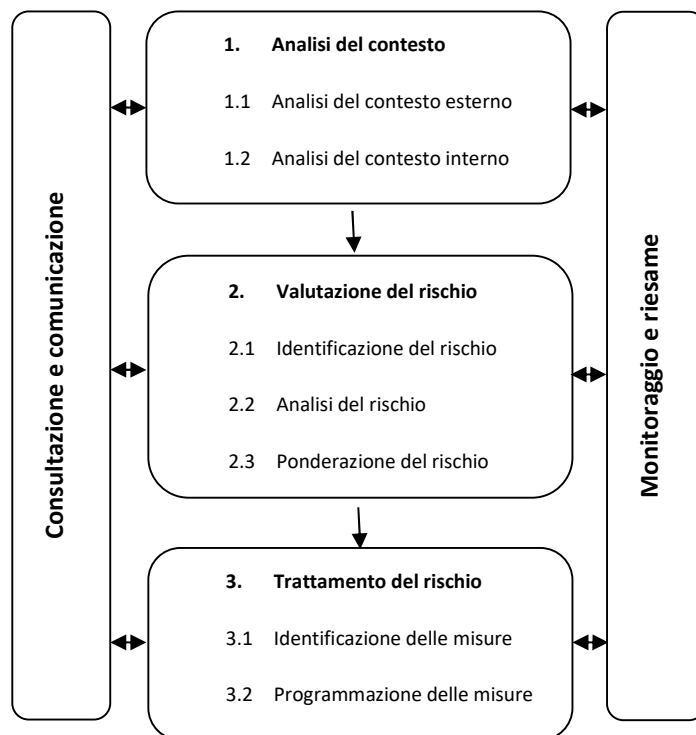 Consultazione e comunicazione
1. Analisi del contesto
1.1 Analisi del contesto esterno
1.2 Analisi del contesto interno
2. Valutazione del rischio
2.1 Identificazione del rischio
2.2 Analisi del rischio
2.3 Ponderazione del rischio
3. Trattamento del rischio
3.1 Identificazione delle misure
3.2 Programmazione delle misure
Monitoraggio e riesame